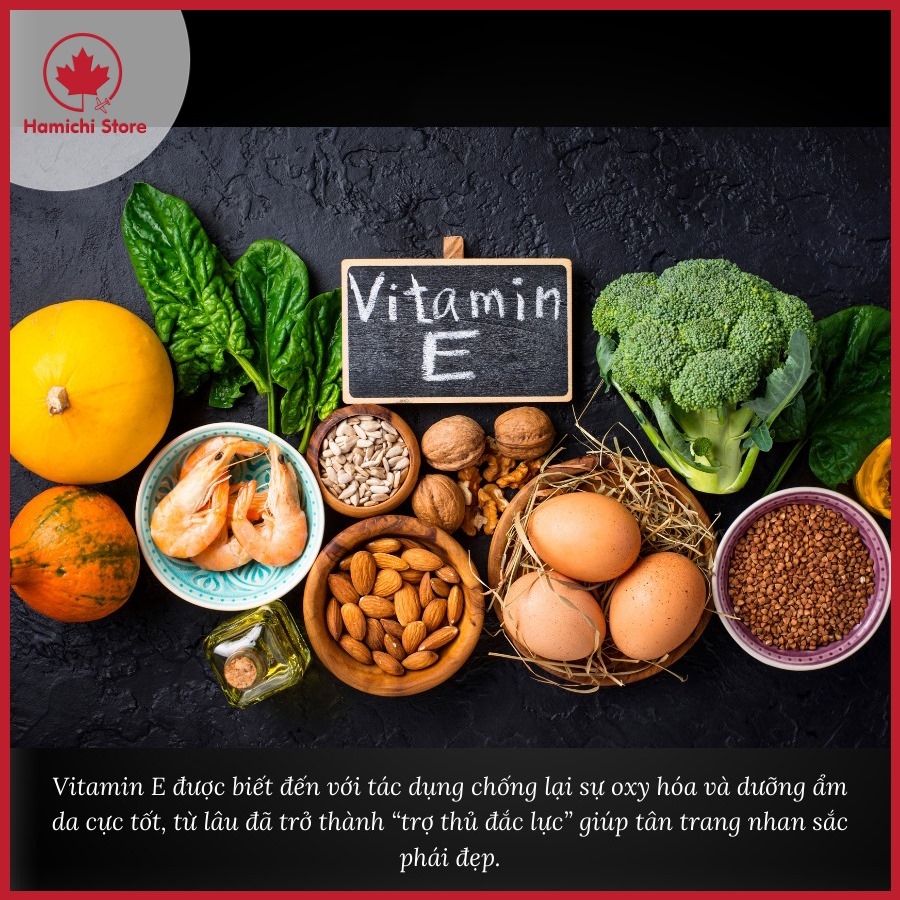 Hamichi Store
Vitamin
E
Vitamin E được biết đến với tác dụng chống lại sự oxy hóa và dưỡng ẩm
da cực tốt, từ lâu đã trở thành “trợ thủ đắc lực” giúp tân trang nhan sắc
phái đẹp.